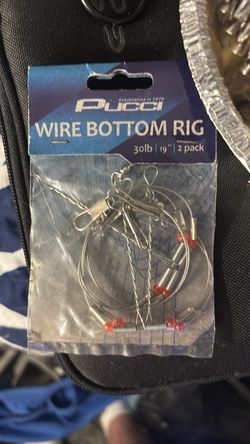 Established in 1979
Pucci
WIRE BOTTOM RIG
30lb 19" 2 pack